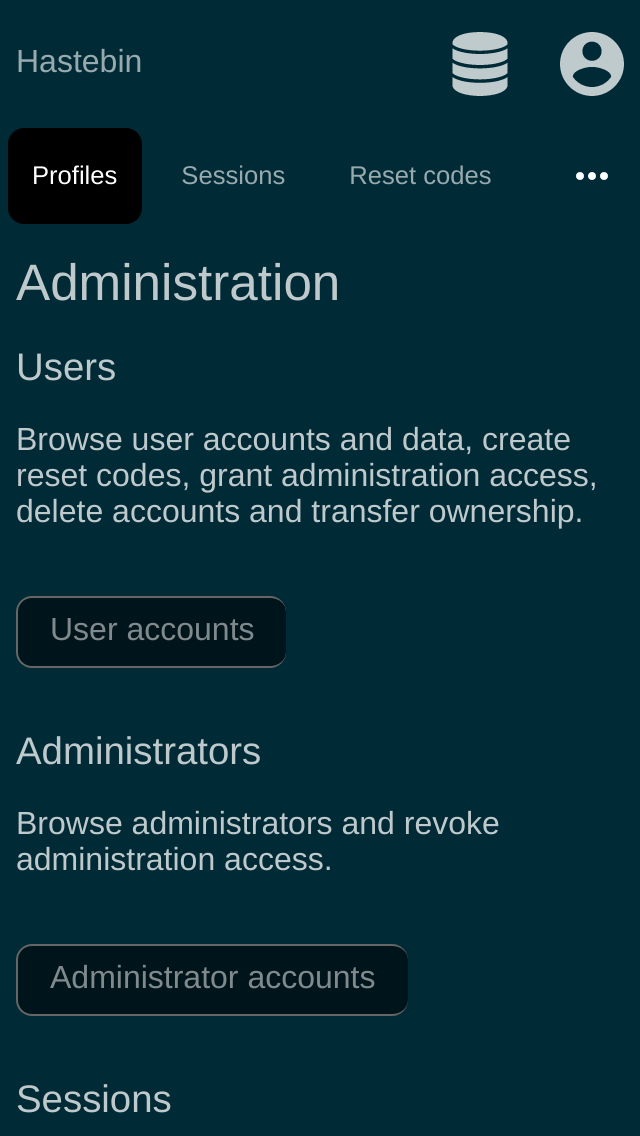 Hastebin
Profiles
Sessions
Reset codes
Administration
Users
Browse user accounts and data, create
reset codes, grant administration access,
delete accounts and transfer ownership.
User accounts
Administrators
Browse administrators and revoke
administration access.
Administrator accounts
Sessions